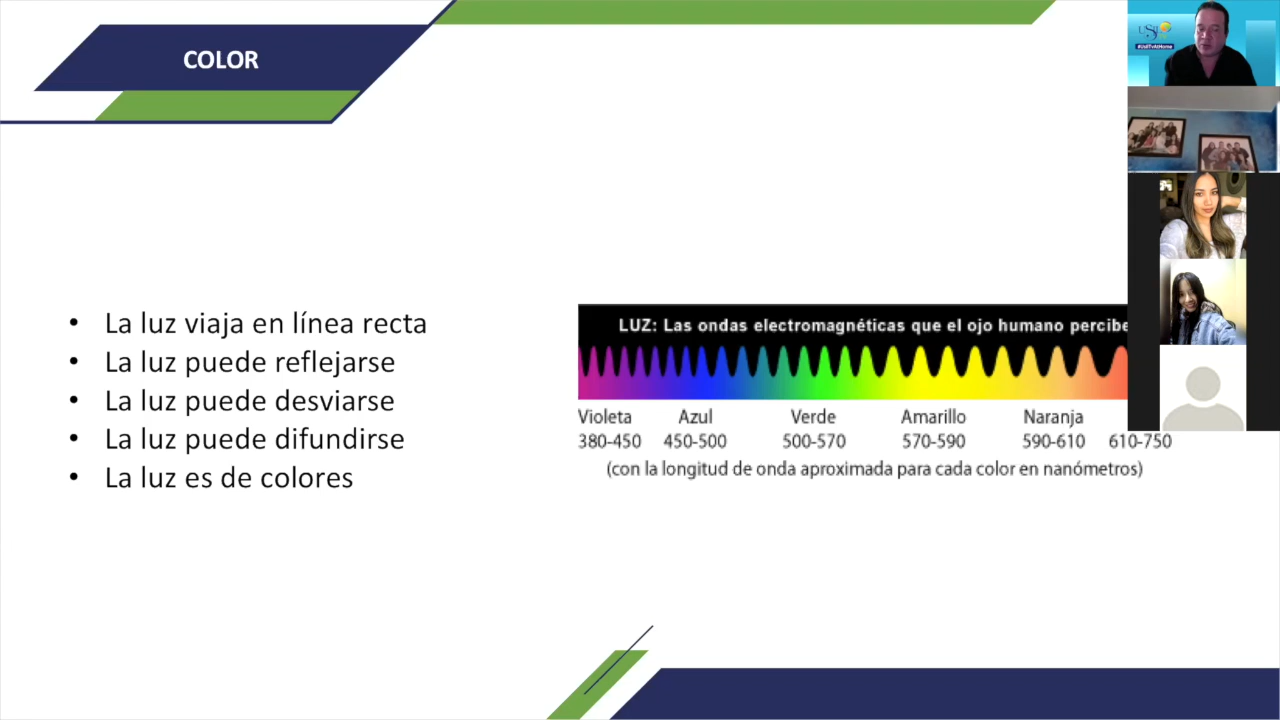 COLOR
#UsilTvAtHome
La luz viaja en línea recta
La luz puede reflejarse
La luz puede desviarse
La luz puede difundirse
La luz es de colores
LUZ: Las ondas electromagnéticas que el ojo humano percibe
Violeta Azul Verde Amarillo Naranja
380-450 450-500 500-570 570-590 590-610 610-750
(con la longitud de onda aproximada para cada color en nanómetros)